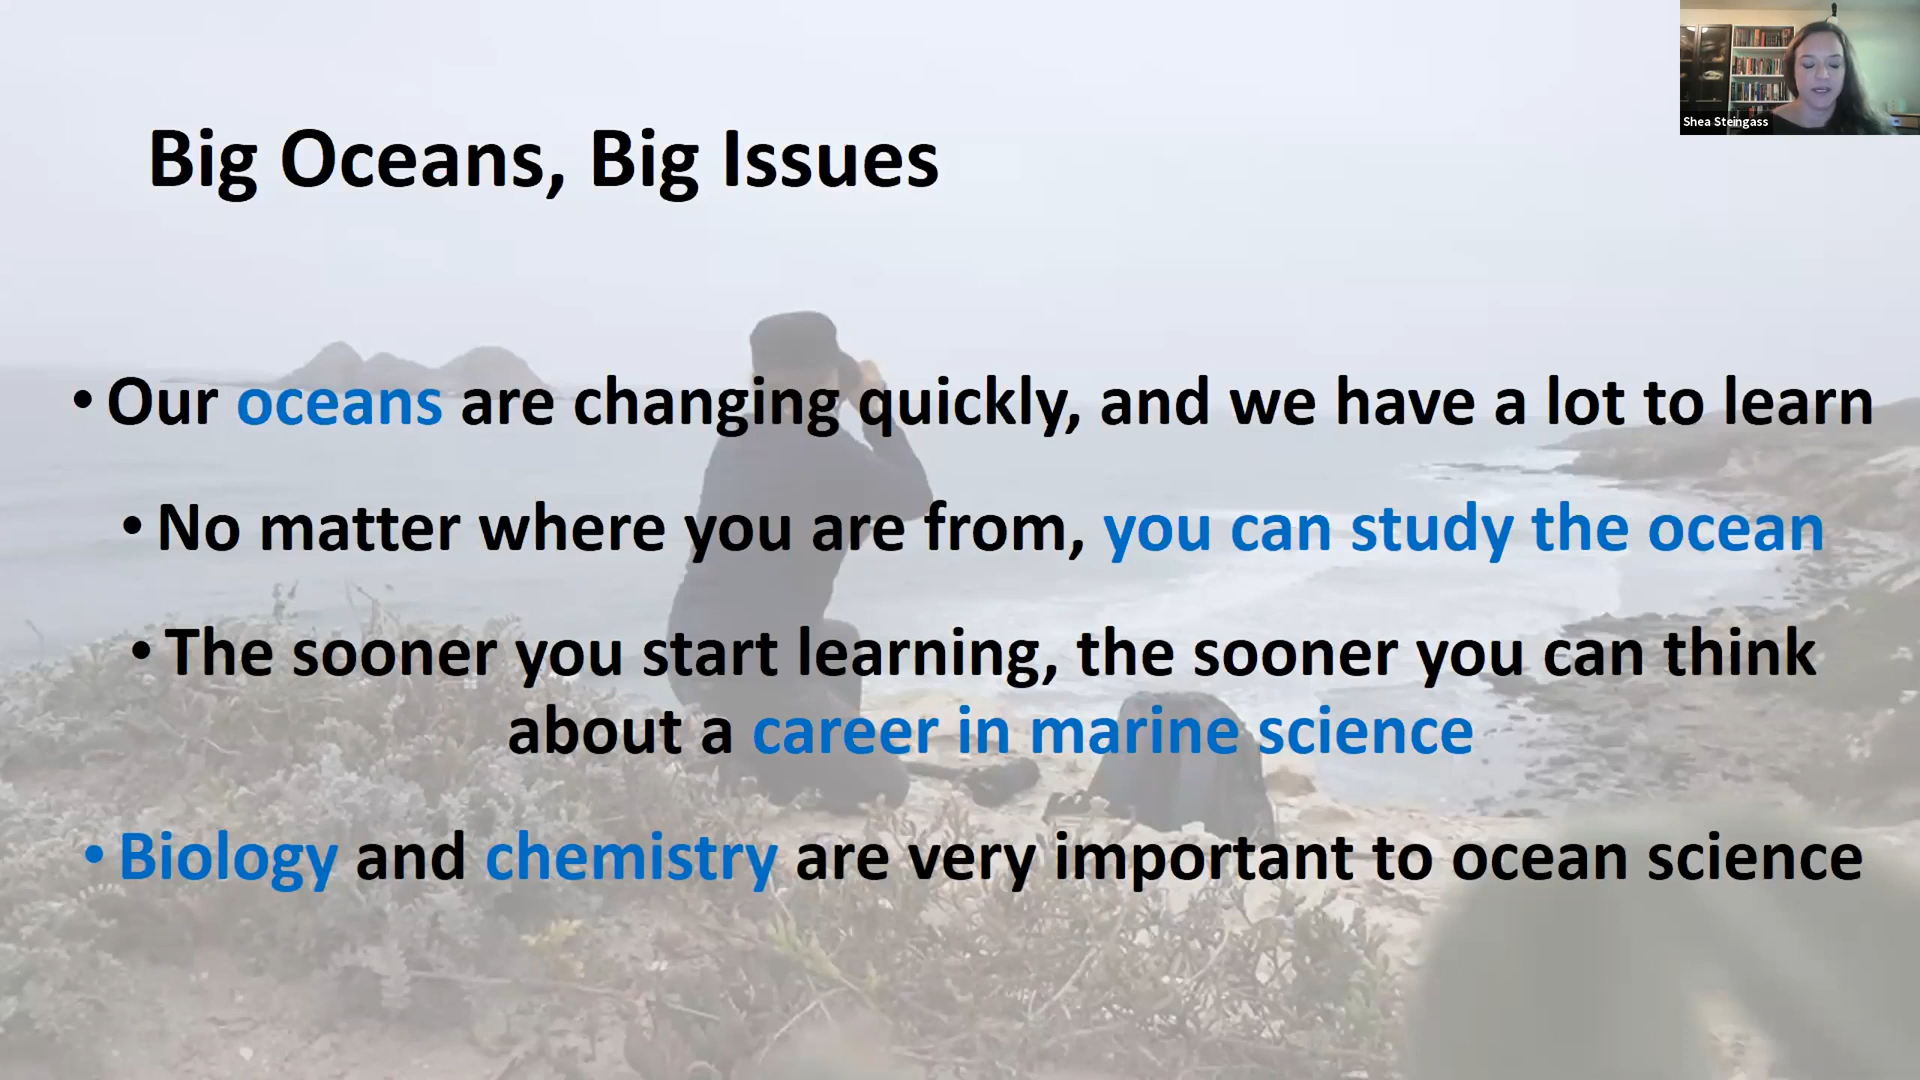 Shea Steingass
Big Oceans, Big Issues
• Our oceans are changing quickly, and we have a lot to learn
• No matter where you are from, you can study the ocean
• The sooner you start learning, the sooner you can think
about a career in marine science
• Biology and chemistry are very important to ocean science